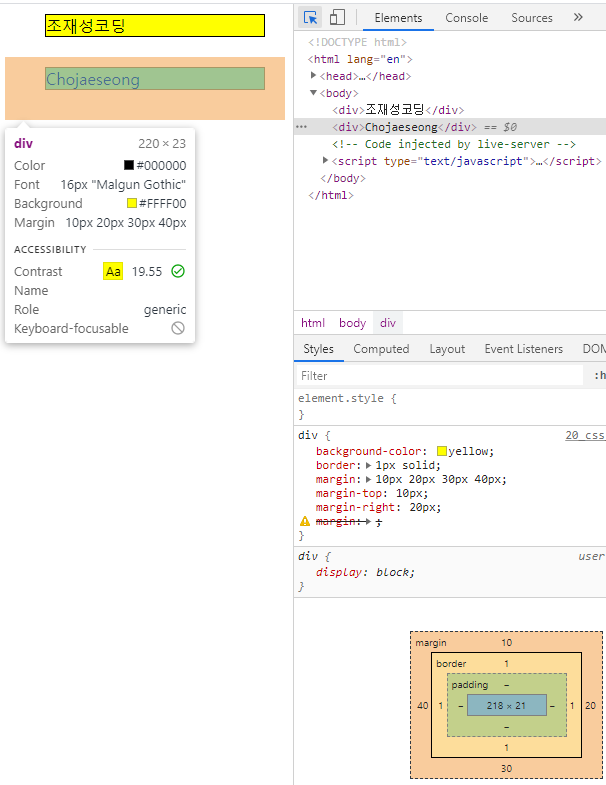 조재성코딩
Chojaeseong
div 220 × 23
Color #000000
Font 16px "Malgun Gothic"
Background #FFFF00
Margin 10px 20px 30px 40px
ACCESSIBILITY
Contrast Aa 19.55
Name
Role generic
Keyboard-focusable
Elements Console Sources »
<!DOCTYPE html>
<html lang="en">
<head>…</head>
<body>
<div>조재성코딩</div>
<div>Chojaeseong</div> == $0
<!-- Code injected by live-server -->
<script type="text/javascript">…</script>
</body>
</html>
html body div
Styles Computed Layout Event Listeners DOM
Filter :h
element.style {
}
div { 20_css
background-color: yellow;
border: 1px solid;
margin: 10px 20px 30px 40px;
margin-top: 10px;
margin-right: 20px;
margin: ;
}
div { user
display: block;
}
margin 10
border 1
padding –
40 1 – 218 × 21 – 1 20
–
1
30